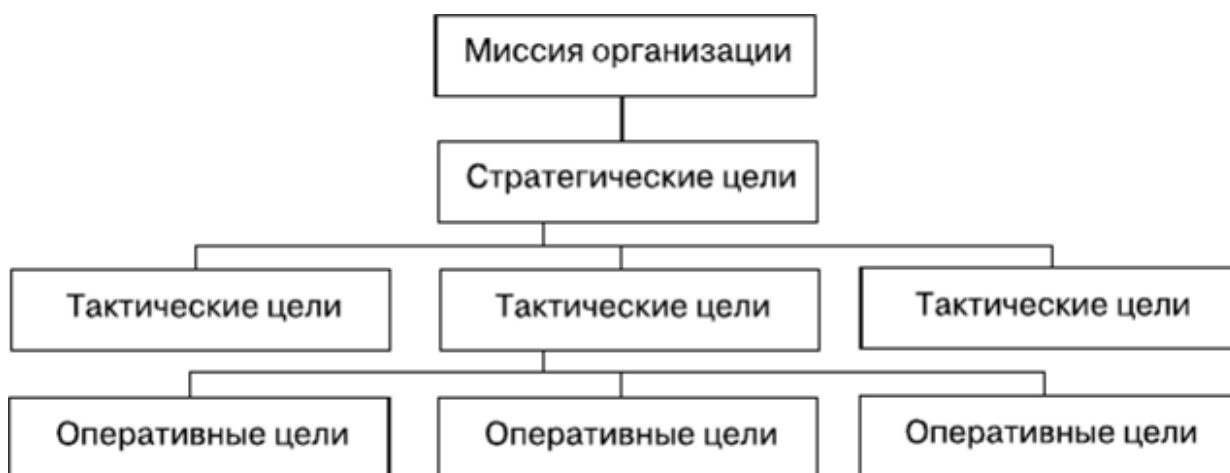 Миссия организации
Стратегические цели
Тактические цели
Тактические цели
Тактические цели
Оперативные цели
Оперативные цели
Оперативные цели